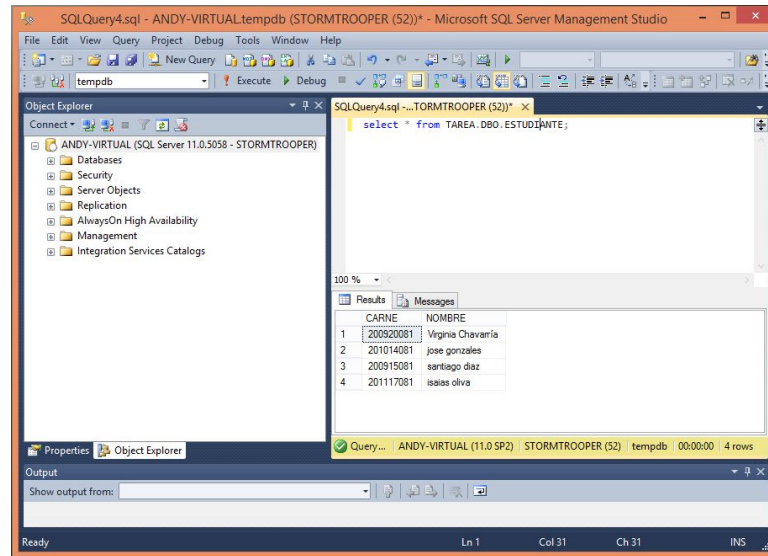 SQLQuery4.sql - ANDY-VIRTUAL.tempdb (STORMTROOPER (52))* - Microsoft SQL Server Management Studio
File Edit View Query Project Debug Tools Window Help
New Query
tempdb Execute Debug
Object Explorer
Connect
ANDY-VIRTUAL (SQL Server 11.0.5058 - STORMTROOPER)
Databases
Security
Server Objects
Replication
AlwaysOn High Availability
Management
Integration Services Catalogs
Properties Object Explorer
SQLQuery4.sql -...TORMTROOPER (52))*
select * from TAREA.DBO.ESTUDIANTE;
100 %
Results Messages
CARNE NOMBRE
1 200920081 Virginia Chavarría
2 201014081 jose gonzales
3 200915081 santiago diaz
4 201117081 isaias oliva
Query... ANDY-VIRTUAL (11.0 SP2) STORMTROOPER (52) tempdb 00:00:00 4 rows
Output
Show output from:
Ready Ln 1 Col 31 Ch 31 INS